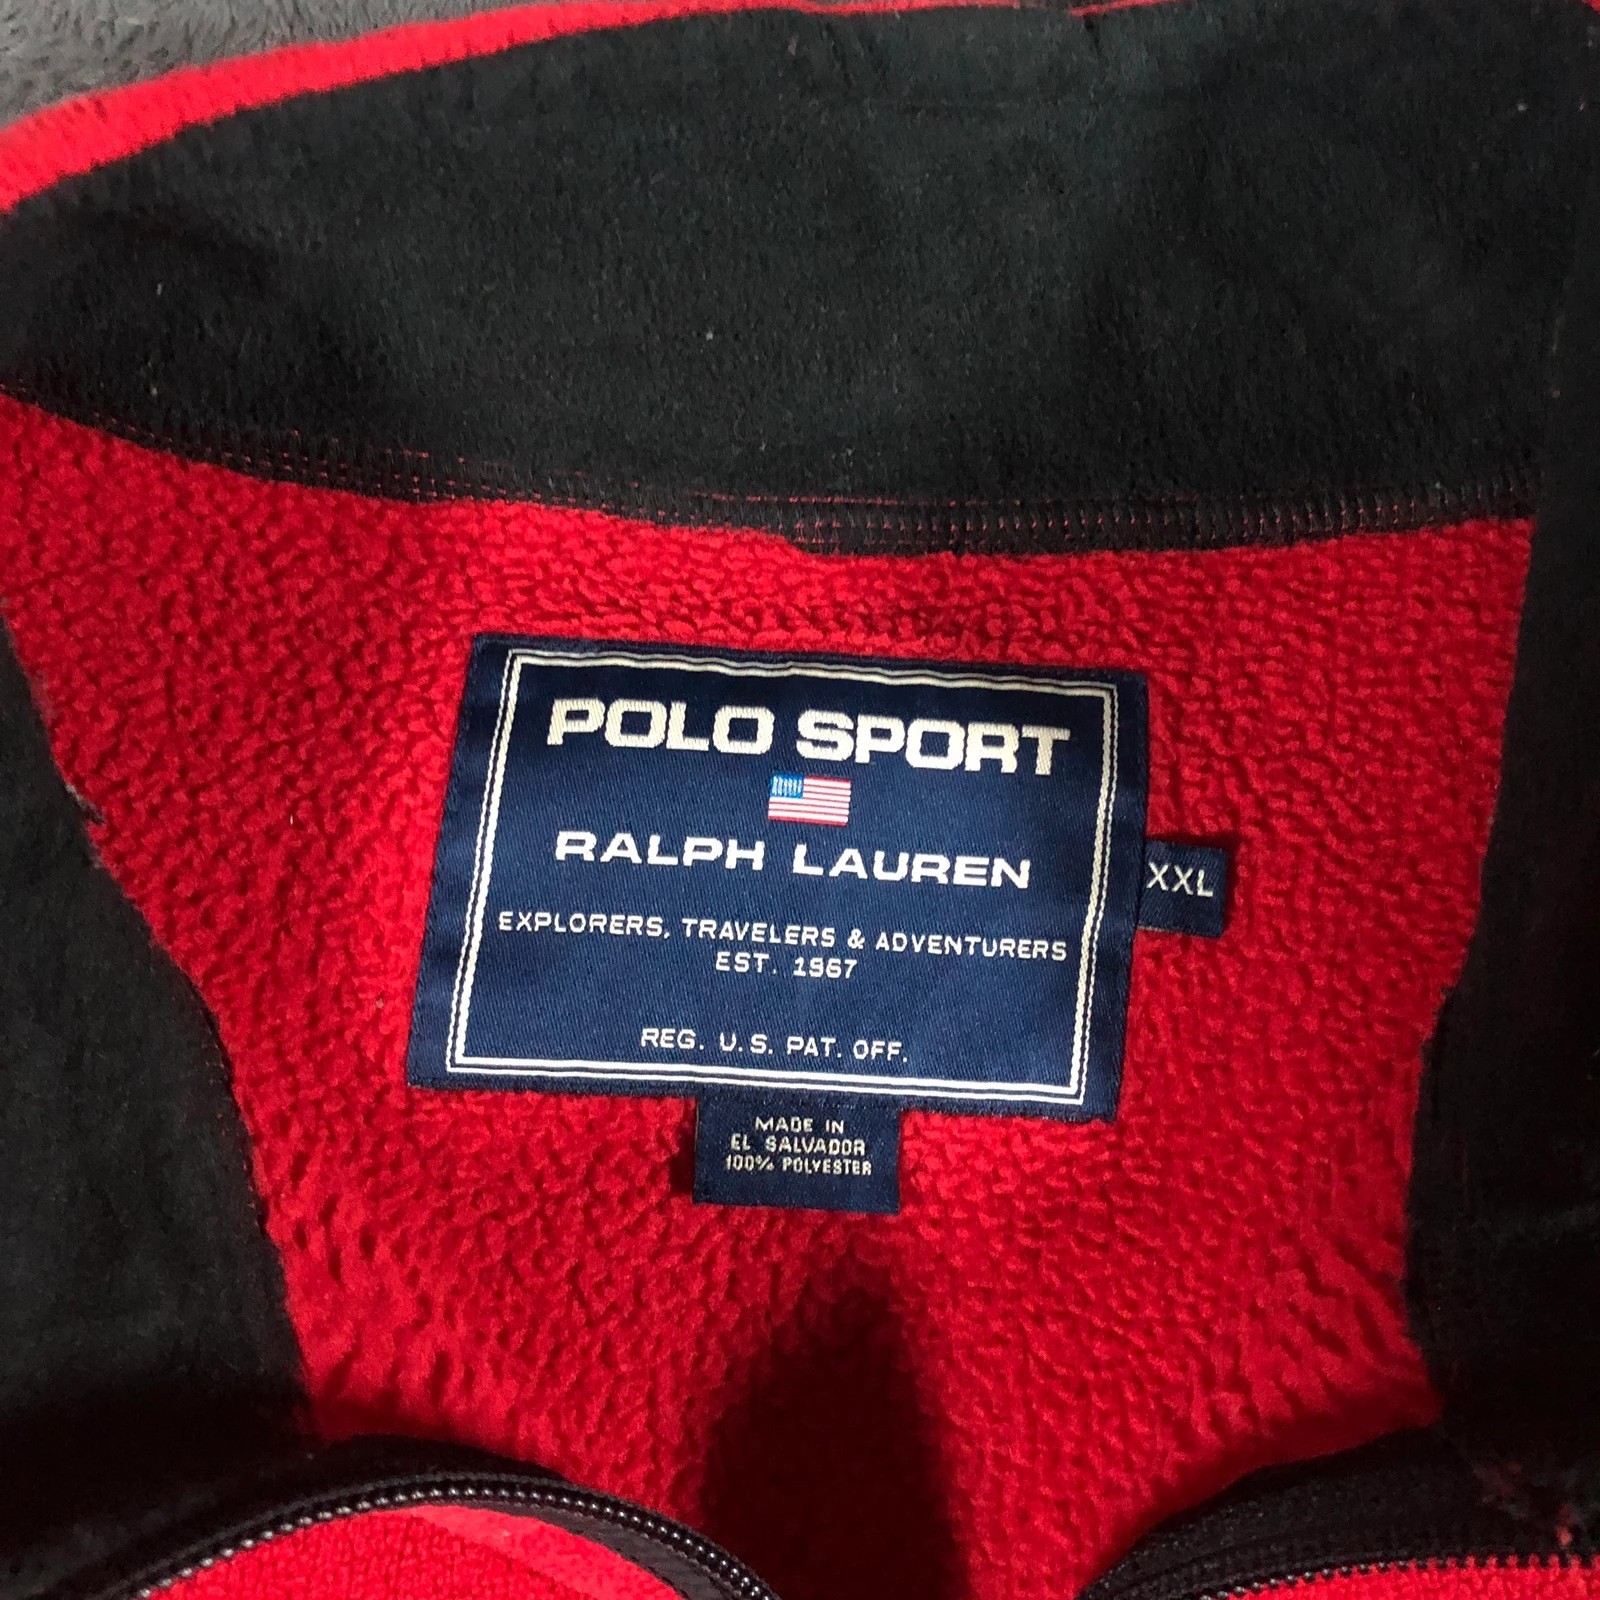 POLO SPORT
RALPH LAUREN
XXL
EXPLORERS, TRAVELERS & ADVENTURERS
EST. 1967
REG. U.S. PAT. OFF.
MADE IN
EL SALVADOR
100% POLYESTER